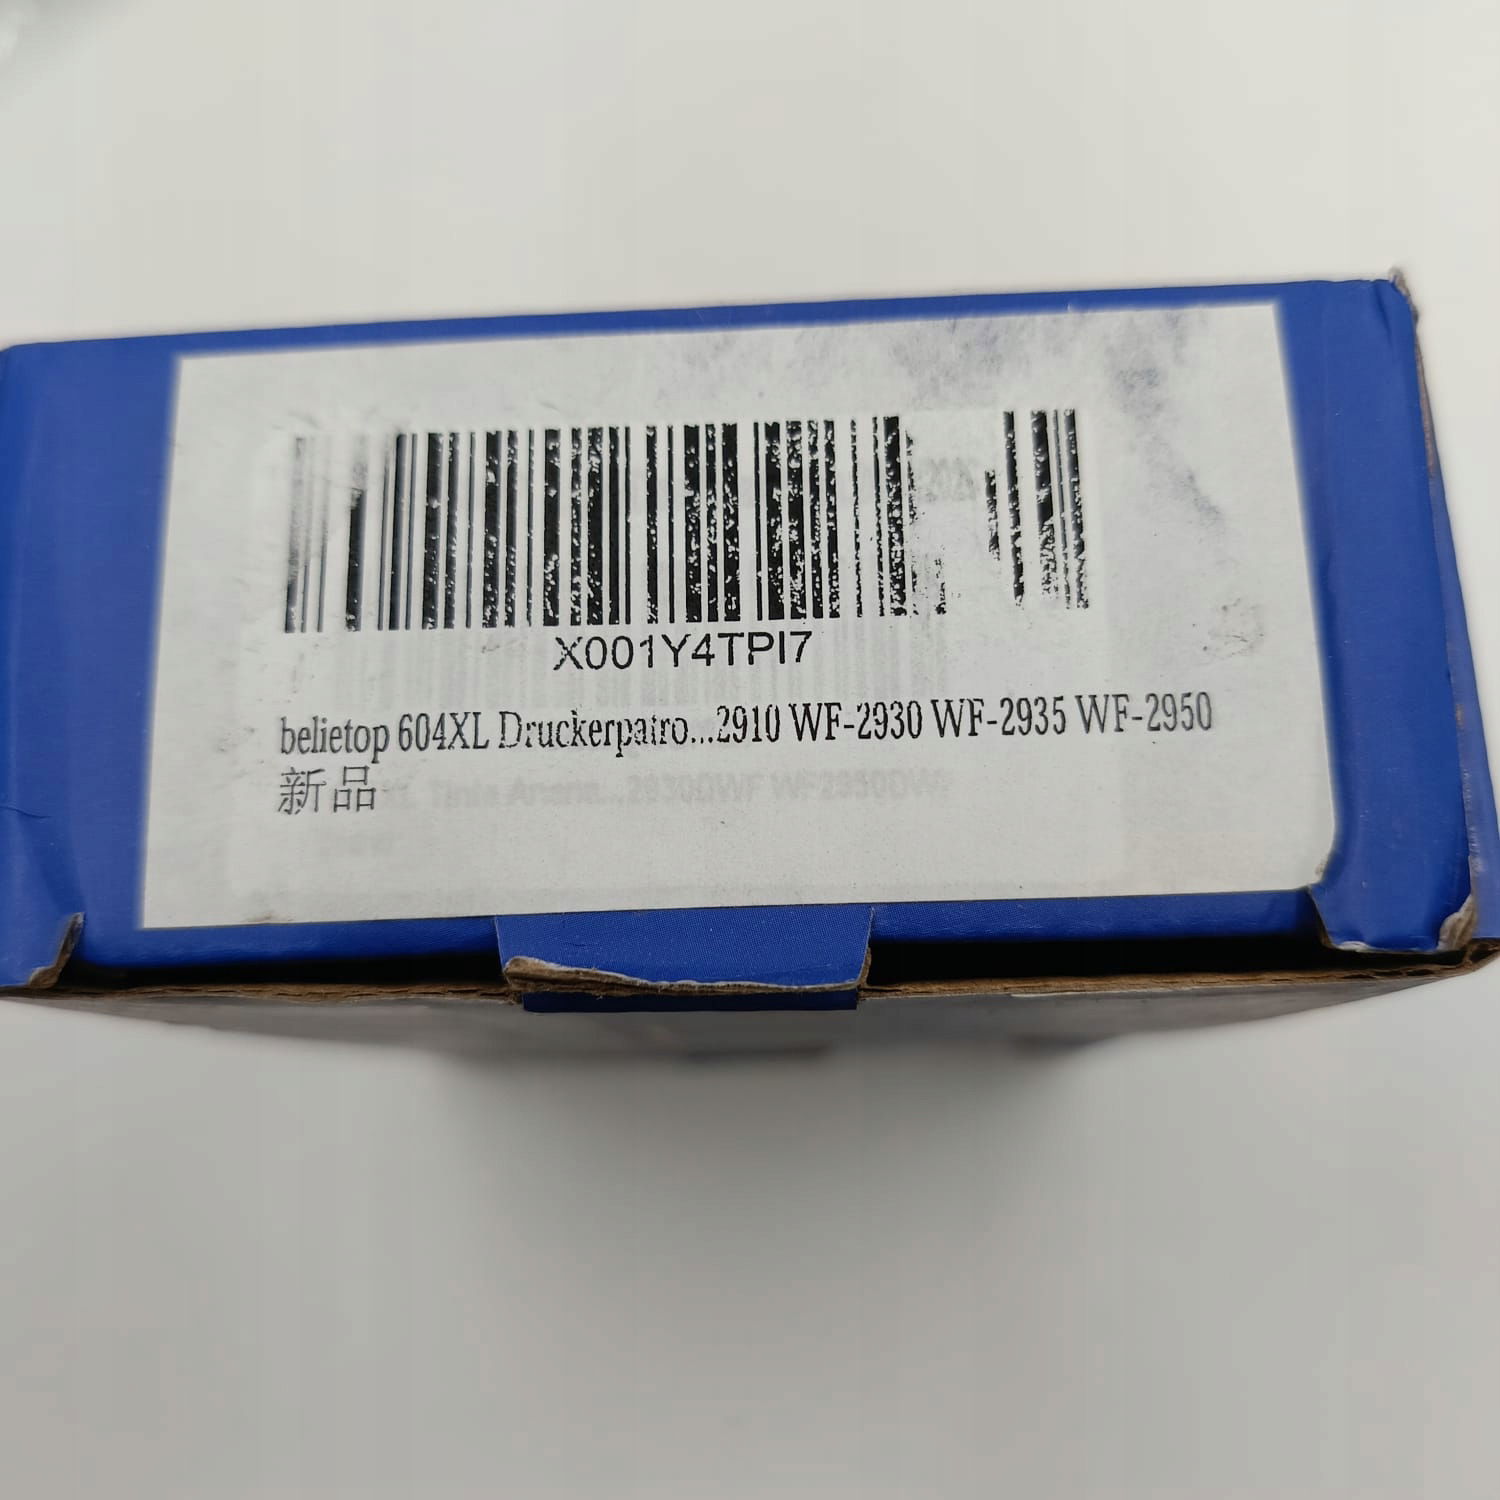 X001Y4TPI7
belietop 604XL Druckerpatro...2910 WF-2930 WF-2935 WF-2950
新品